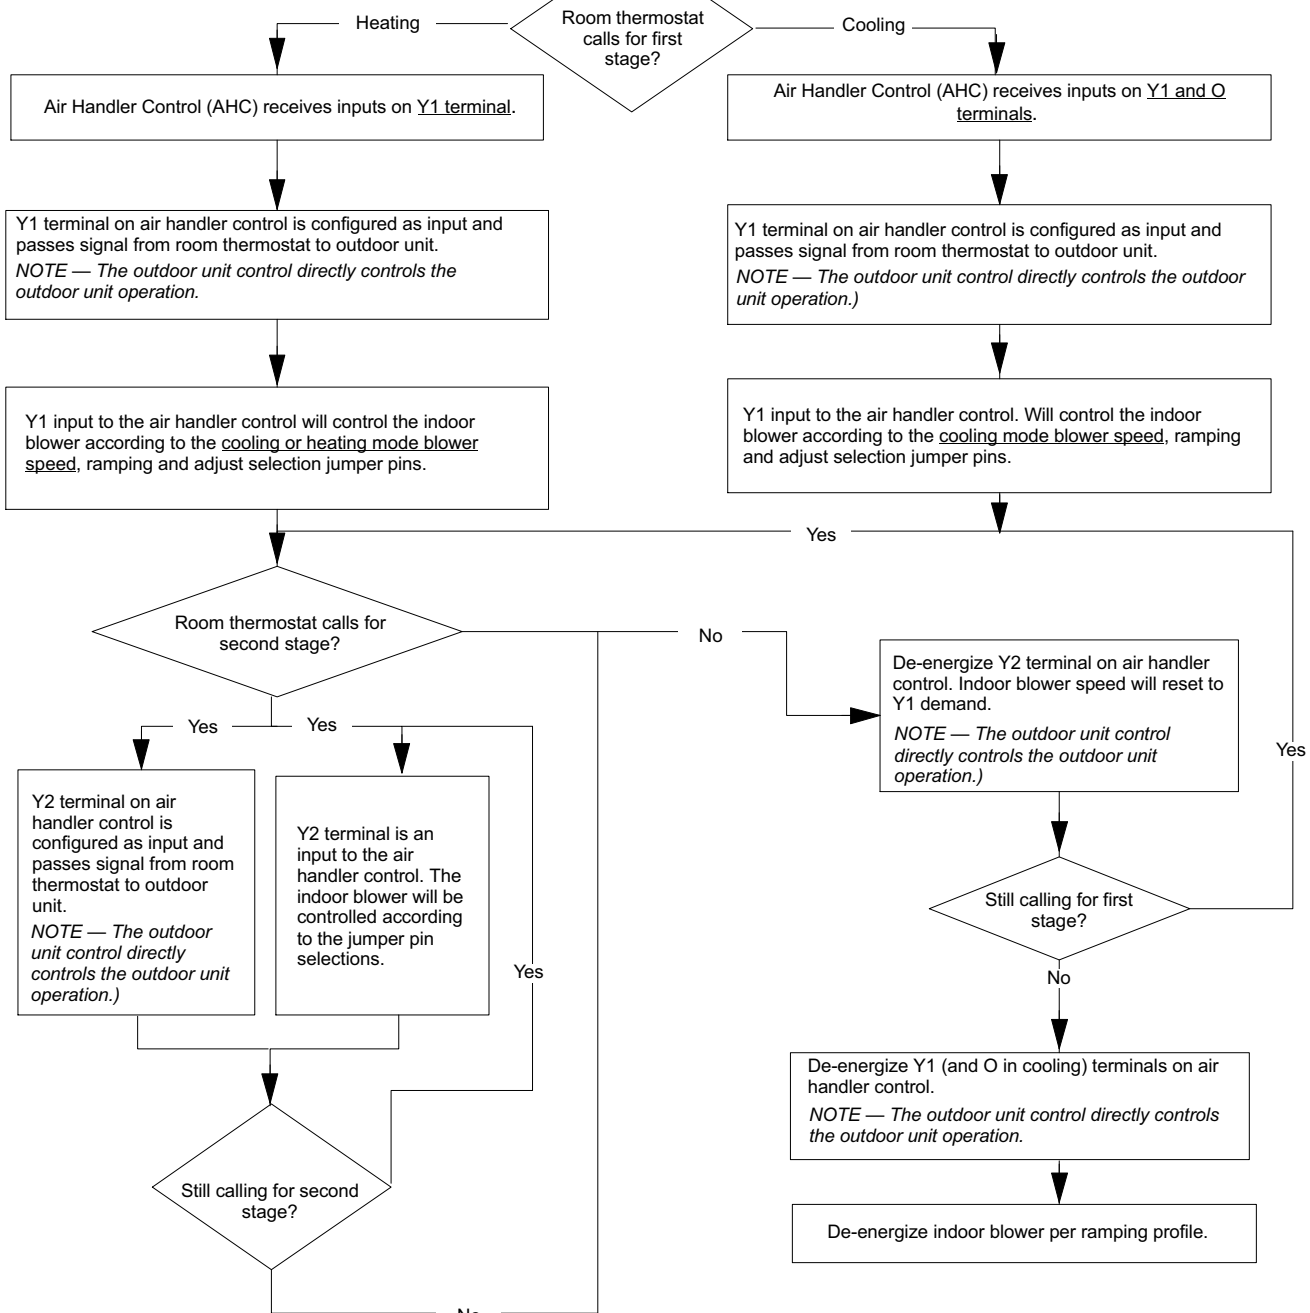 Heating
Room thermostat
calls for first
stage?
Cooling
Air Handler Control (AHC) receives inputs on Y1 terminal.
Air Handler Control (AHC) receives inputs on Y1 and O
terminals.
Y1 terminal on air handler control is configured as input and
passes signal from room thermostat to outdoor unit.
NOTE — The outdoor unit control directly controls the
outdoor unit operation.
Y1 terminal on air handler control is configured as input and
passes signal from room thermostat to outdoor unit.
NOTE — The outdoor unit control directly controls the outdoor
unit operation.)
Y1 input to the air handler control will control the indoor
blower according to the cooling or heating mode blower
speed, ramping and adjust selection jumper pins.
Y1 input to the air handler control. Will control the indoor
blower according to the cooling mode blower speed, ramping
and adjust selection jumper pins.
Yes
Room thermostat calls for
second stage?
No
De-energize Y2 terminal on air handler
control. Indoor blower speed will reset to
Y1 demand.
NOTE — The outdoor unit control
directly controls the outdoor unit
operation.)
Yes
Yes
Yes
Y2 terminal on air
handler control is
configured as input and
passes signal from room
thermostat to outdoor
unit.
NOTE — The outdoor
unit control directly
controls the outdoor unit
operation.)
Y2 terminal is an
input to the air
handler control. The
indoor blower will be
controlled according
to the jumper pin
selections.
Yes
Still calling for first
stage?
No
De-energize Y1 (and O in cooling) terminals on air
handler control.
NOTE — The outdoor unit control directly controls
the outdoor unit operation.
Still calling for second
stage?
De-energize indoor blower per ramping profile.
No